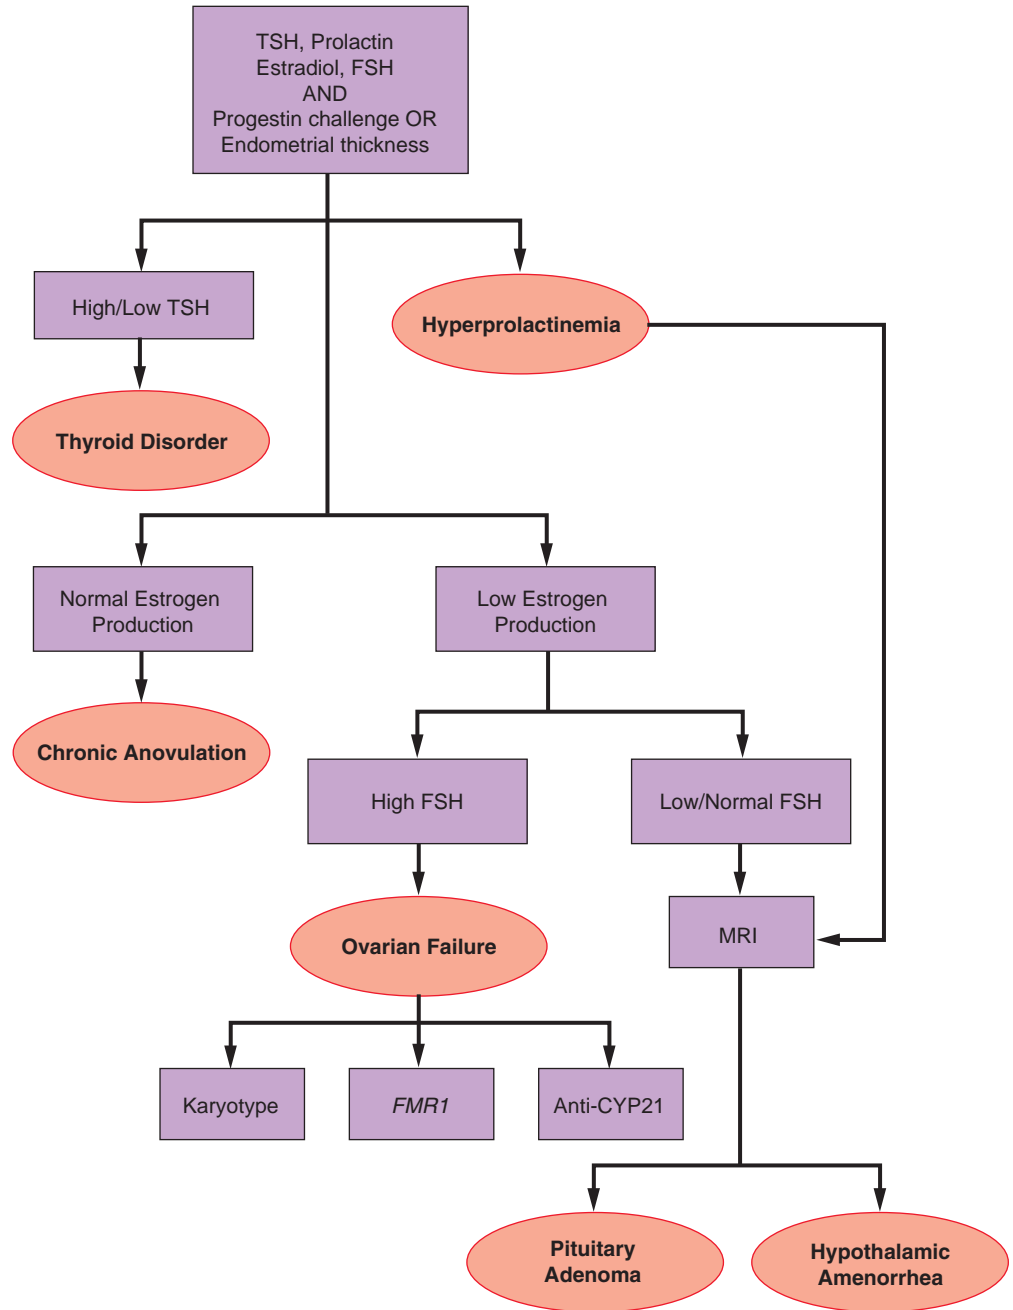 TSH, Prolactin
Estradiol, FSH
AND
Progestin challenge OR
Endometrial thickness
High/Low TSH
Hyperprolactinemia
Thyroid Disorder
Normal Estrogen
Production
Low Estrogen
Production
Chronic Anovulation
High FSH
Low/Normal FSH
Ovarian Failure
MRI
Karyotype
FMR1
Anti-CYP21
Pituitary
Adenoma
Hypothalamic
Amenorrhea